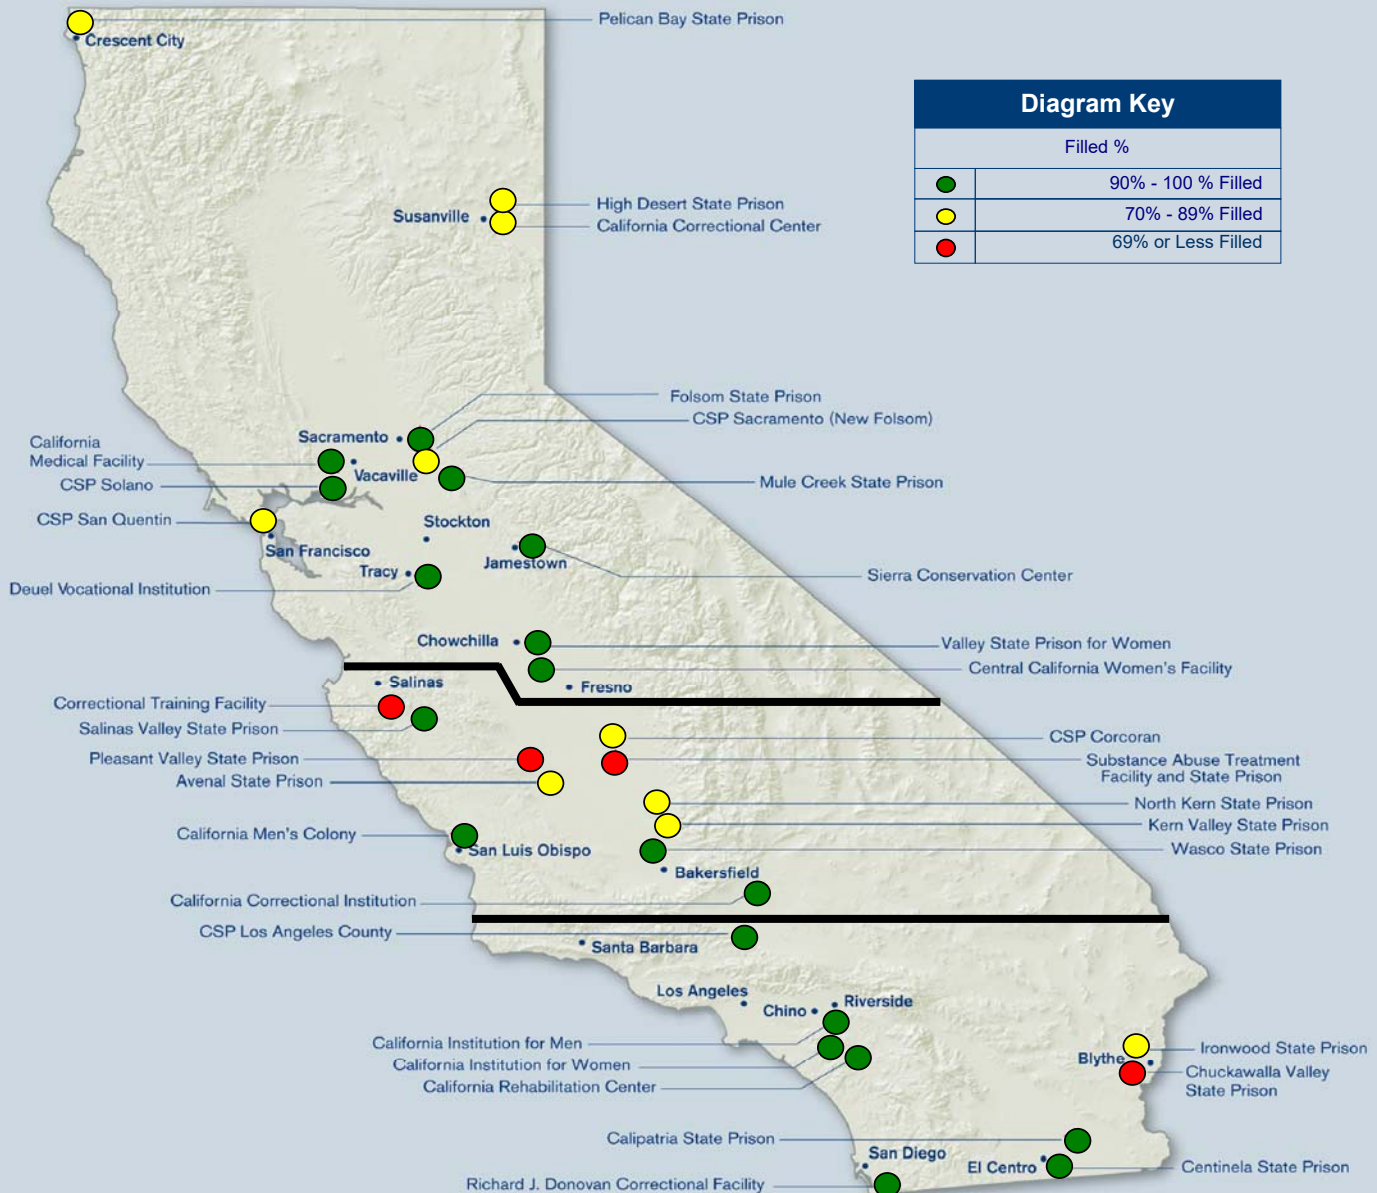 Pelican Bay State Prison
Crescent City
Diagram Key
Filled %
90% - 100 % Filled
70% - 89% Filled
69% or Less Filled
High Desert State Prison
Susanville
California Correctional Center
Folsom State Prison
CSP Sacramento (New Folsom)
Sacramento
California
Medical Facility
Vacaville
CSP Solano
Mule Creek State Prison
CSP San Quentin
Stockton
San Francisco
Jamestown
Tracy
Sierra Conservation Center
Deuel Vocational Institution
Chowchilla
Valley State Prison for Women
Central California Women's Facility
Salinas
Fresno
Correctional Training Facility
Salinas Valley State Prison
CSP Corcoran
Pleasant Valley State Prison
Substance Abuse Treatment
Facility and State Prison
Avenal State Prison
North Kern State Prison
Kern Valley State Prison
California Men's Colony
San Luis Obispo
Wasco State Prison
Bakersfield
California Correctional Institution
CSP Los Angeles County
Santa Barbara
Los Angeles
Chino
Riverside
California Institution for Men
California Institution for Women
California Rehabilitation Center
Ironwood State Prison
Blythe
Chuckawalla Valley
State Prison
Calipatria State Prison
San Diego
El Centro
Centinela State Prison
Richard J. Donovan Correctional Facility